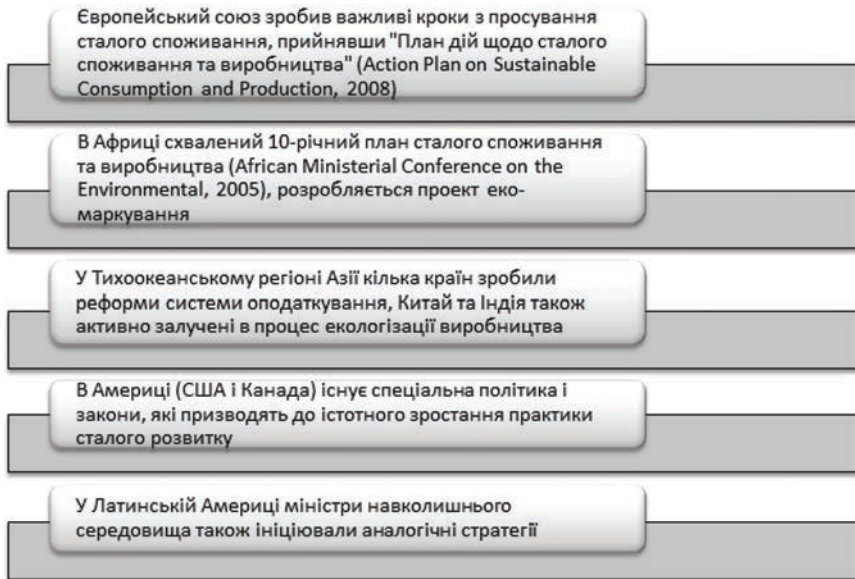 Європейський союз зробив важливі кроки з просування
сталого споживання, прийнявши "План дій щодо сталого
споживання та виробництва" (Action Plan on Sustainable
Consumption and Production, 2008)
В Африці схвалений 10-річний план сталого споживання
та виробництва (African Ministerial Conference on the
Environmental, 2005), розробляється проект еко-
маркування
У Тихоокеанському регіоні Азії кілька країн зробили
реформи системи оподаткування, Китай та Індія також
активно залучені в процес екологізації виробництва
В Америці (США і Канада) існує спеціальна політика і
закони, які призводять до істотного зростання практики
сталого розвитку
У Латинській Америці міністри навколишнього
середовища також ініціювали аналогічні стратегії